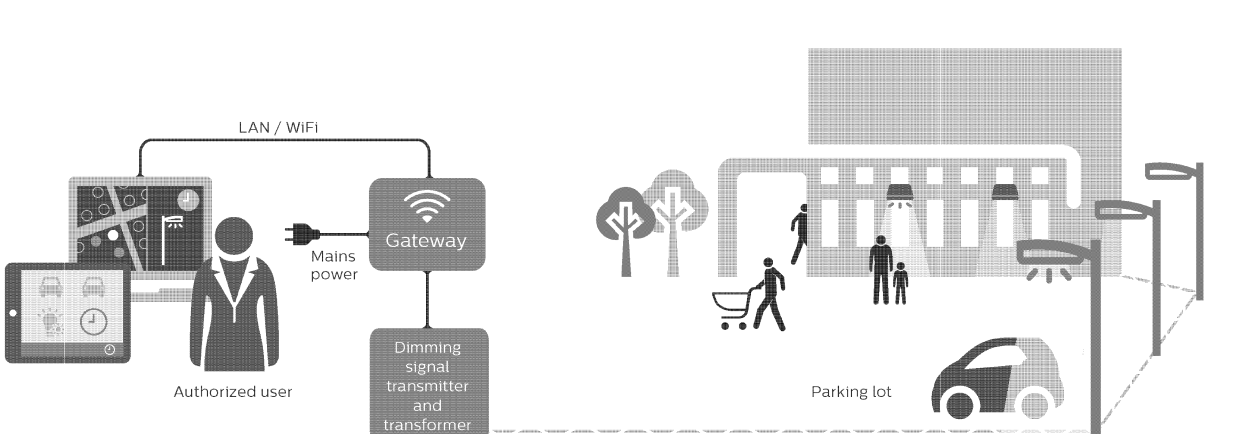 LAN / WiFi
Gateway
Mains
power
Dimming
signal
transmitter
and
transformer
Authorized user
Parking lot